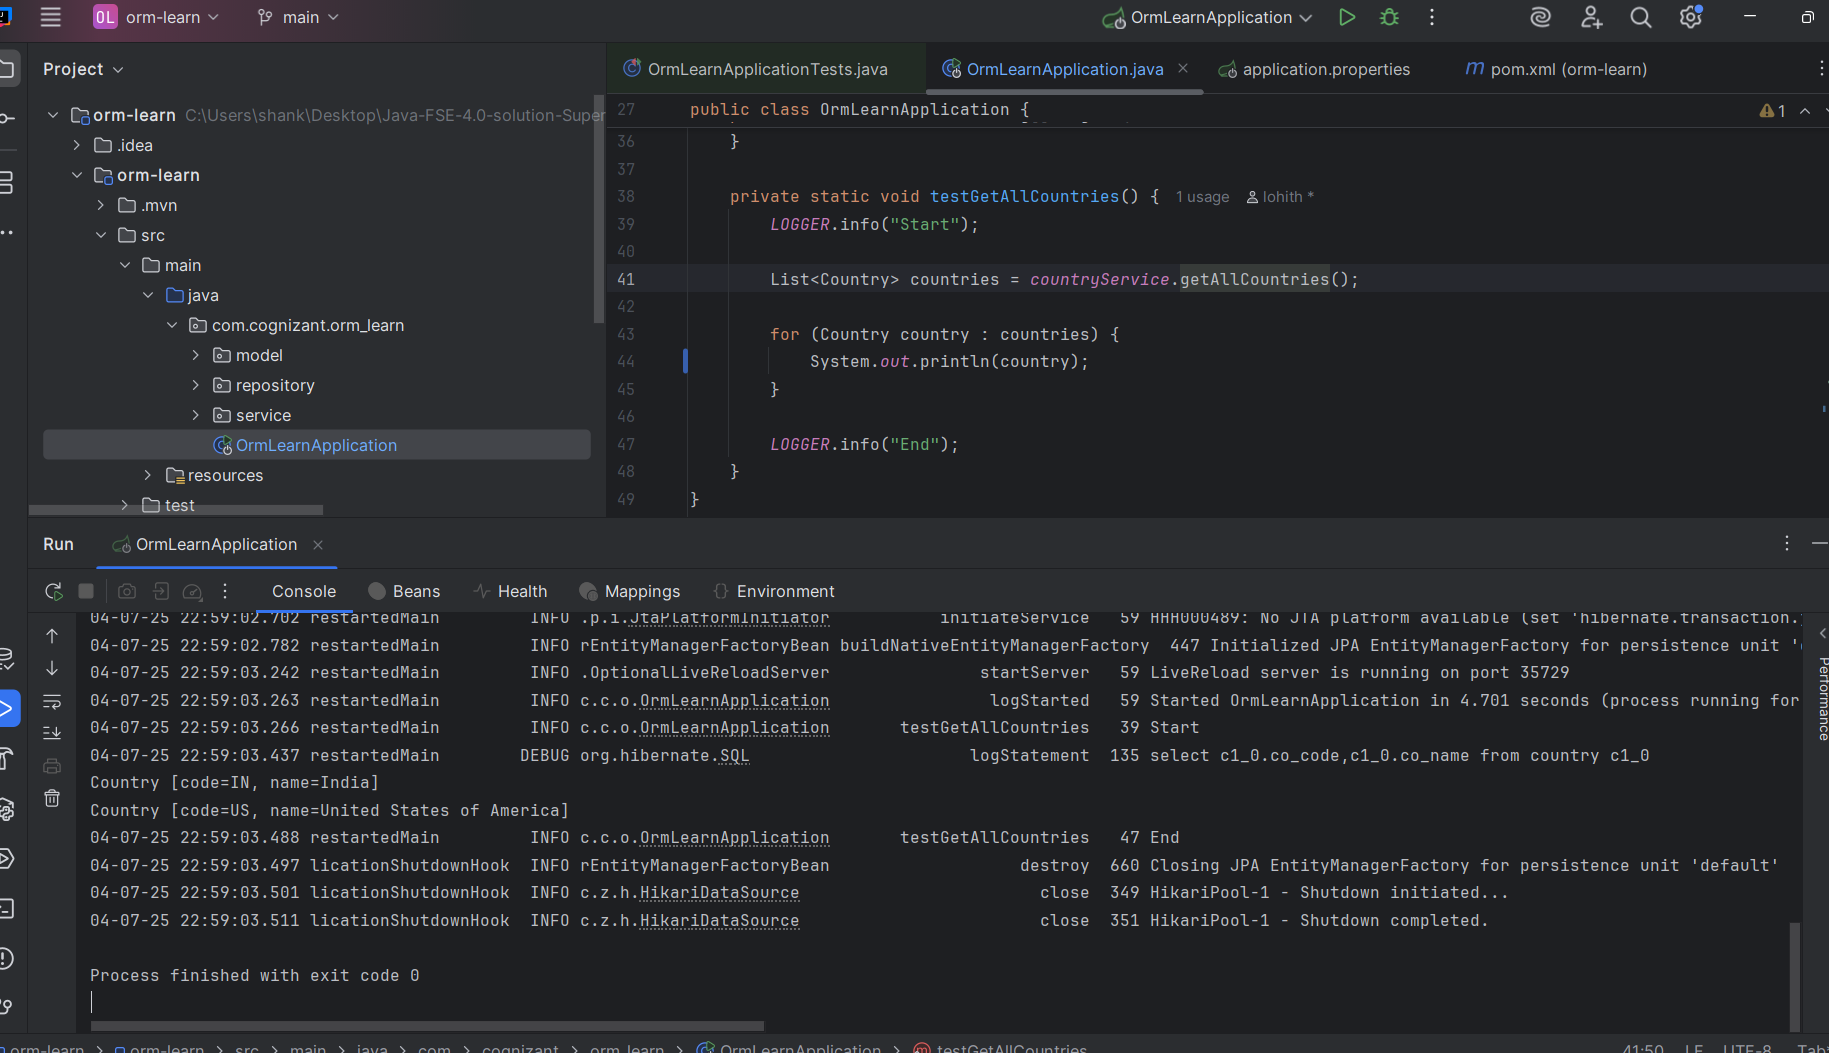 OL orm-learn main OrmLearnApplication
Project
orm-learn C:\Users\shank\Desktop\Java-FSE-4.0-solution-Super
.idea
orm-learn
.mvn
src
main
java
com.cognizant.orm_learn
model
repository
service
OrmLearnApplication
resources
test
OrmLearnApplicationTests.java OrmLearnApplication.java application.properties m pom.xml (orm-learn)
27 public class OrmLearnApplication { 1
36 }
37
38 private static void testGetAllCountries() { 1 usage lohith *
39 LOGGER.info("Start");
40
41 List<Country> countries = countryService.getAllCountries();
42
43 for (Country country : countries) {
44 System.out.println(country);
45 }
46
47 LOGGER.info("End");
48 }
49 }
Run OrmLearnApplication
Console Beans Health Mappings Environment
04-07-25 22:59:02.702 restartedMain INFO .p.i.JtaPlatformInitiator initiateService 59 HHH000489: No JTA platform available (set 'hibernate.transaction.
04-07-25 22:59:02.782 restartedMain INFO rEntityManagerFactoryBean buildNativeEntityManagerFactory 447 Initialized JPA EntityManagerFactory for persistence unit '
04-07-25 22:59:03.242 restartedMain INFO .OptionalLiveReloadServer startServer 59 LiveReload server is running on port 35729
04-07-25 22:59:03.263 restartedMain INFO c.c.o.OrmLearnApplication logStarted 59 Started OrmLearnApplication in 4.701 seconds (process running for
04-07-25 22:59:03.266 restartedMain INFO c.c.o.OrmLearnApplication testGetAllCountries 39 Start
04-07-25 22:59:03.437 restartedMain DEBUG org.hibernate.SQL logStatement 135 select c1_0.co_code,c1_0.co_name from country c1_0
Country [code=IN, name=India]
Country [code=US, name=United States of America]
04-07-25 22:59:03.488 restartedMain INFO c.c.o.OrmLearnApplication testGetAllCountries 47 End
04-07-25 22:59:03.497 licationShutdownHook INFO rEntityManagerFactoryBean destroy 660 Closing JPA EntityManagerFactory for persistence unit 'default'
04-07-25 22:59:03.501 licationShutdownHook INFO c.z.h.HikariDataSource close 349 HikariPool-1 - Shutdown initiated...
04-07-25 22:59:03.511 licationShutdownHook INFO c.z.h.HikariDataSource close 351 HikariPool-1 - Shutdown completed.
Process finished with exit code 0
Performance
orm-learn > orm-learn > src > main > java > com > cognizant > orm_learn > OrmLearnApplication > m testGetAllCountries 41:50 LF UTF-8 Tab